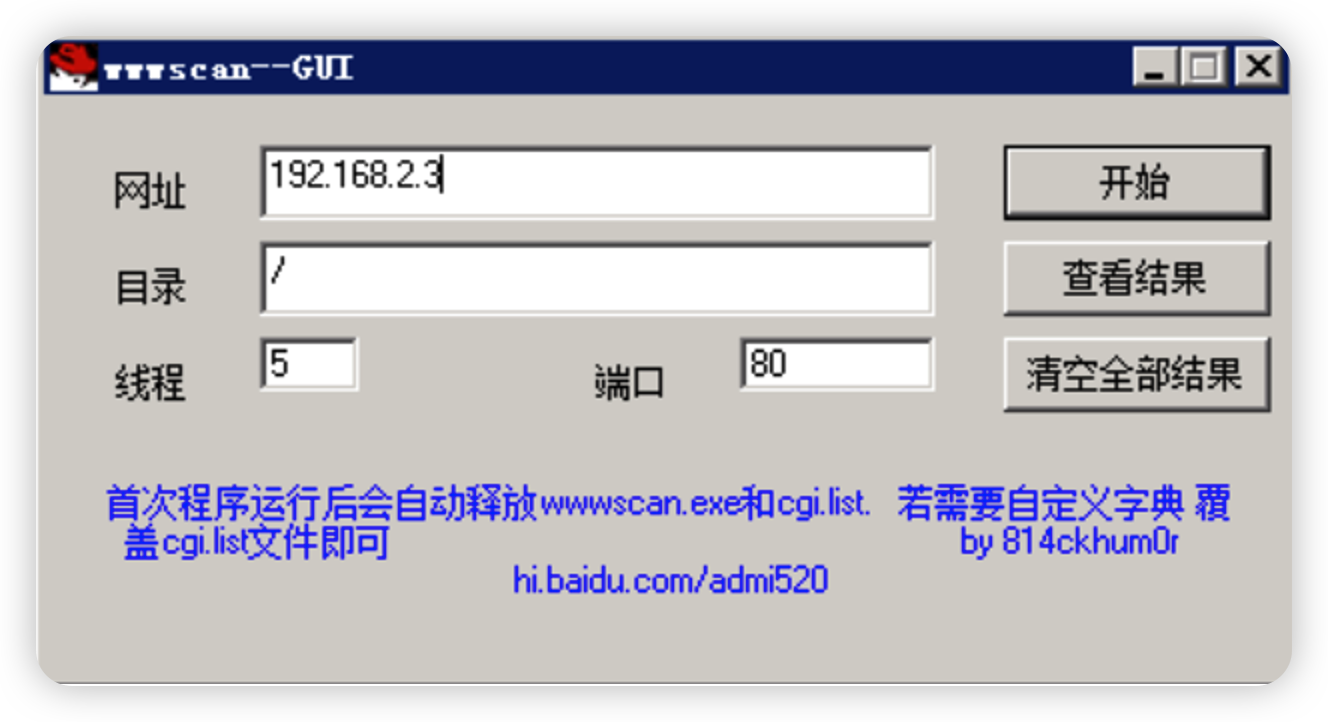 wwwscan--GUI
网址
192.168.2.3
开始
目录
/
查看结果
线程
5
端口
80
清空全部结果
首次程序运行后会自动释放wwwscan.exe和cgi.list. 若需要自定义字典 覆
盖cgi.list文件即可
by 814ckhum0r
hi.baidu.com/admi520